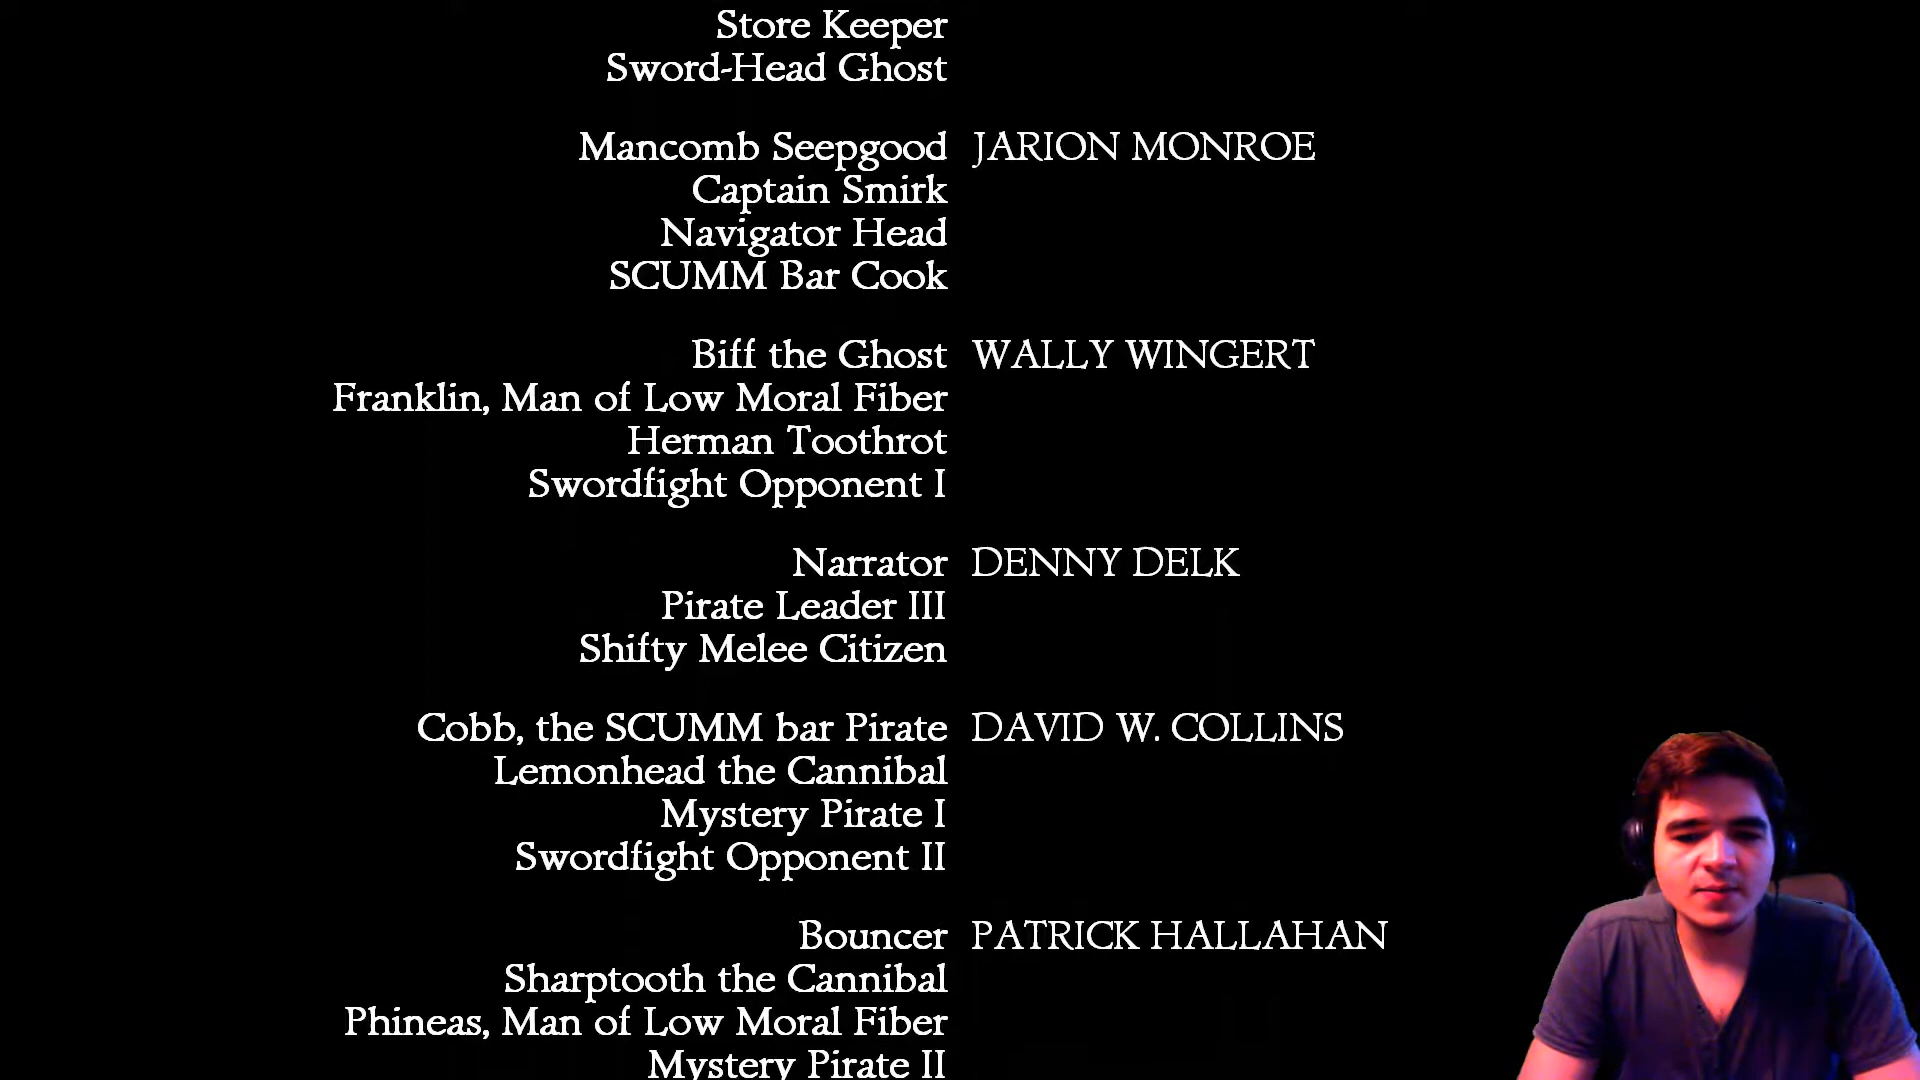 Store Keeper
Sword-Head Ghost
Mancomb Seepgood JARION MONROE
Captain Smirk
Navigator Head
SCUMM Bar Cook
Biff the Ghost WALLY WINGERT
Franklin, Man of Low Moral Fiber
Herman Toothrot
Swordfight Opponent I
Narrator DENNY DELK
Pirate Leader III
Shifty Melee Citizen
Cobb, the SCUMM bar Pirate DAVID W. COLLINS
Lemonhead the Cannibal
Mystery Pirate I
Swordfight Opponent II
Bouncer PATRICK HALLAHAN
Sharptooth the Cannibal
Phineas, Man of Low Moral Fiber
Mystery Pirate II